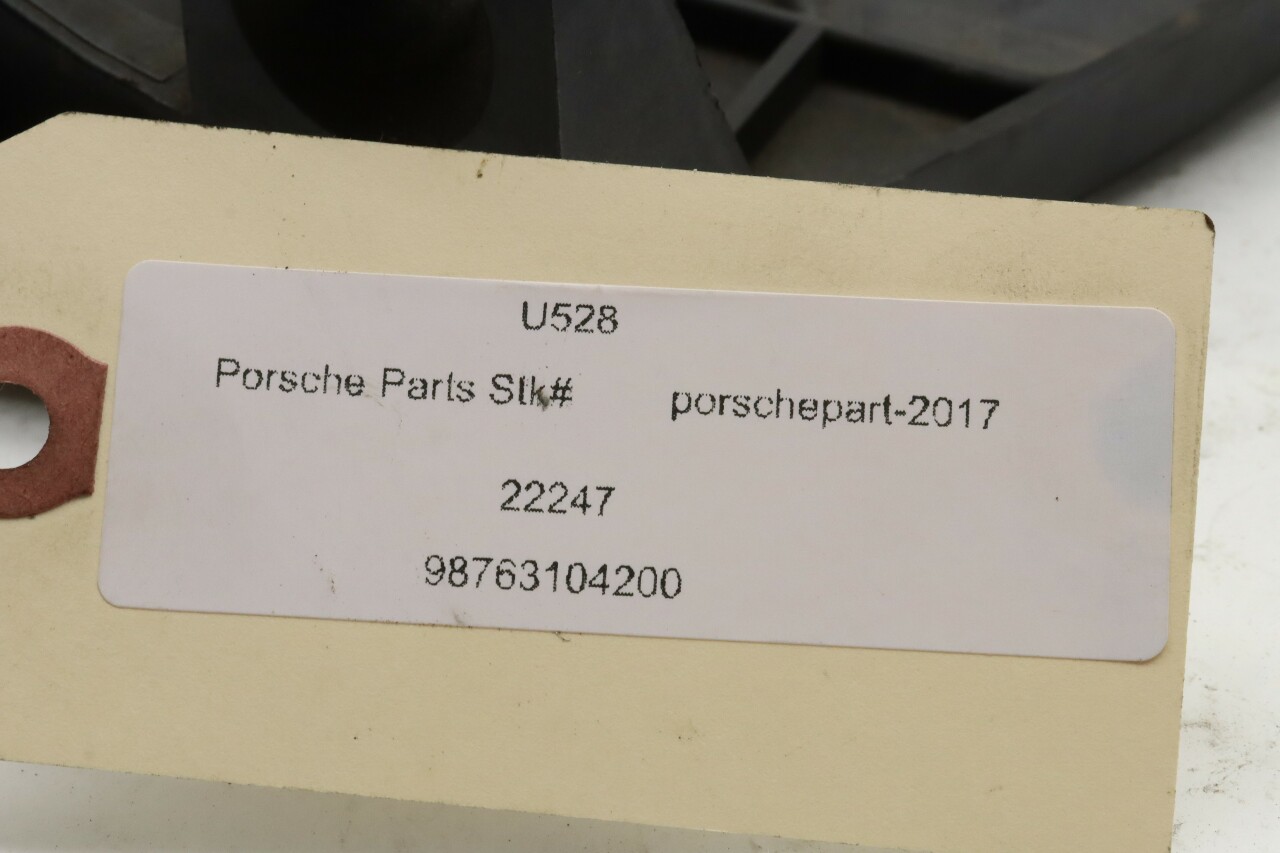 U528
Porsche Parts Stk# porschepart-2017
22247
98763104200